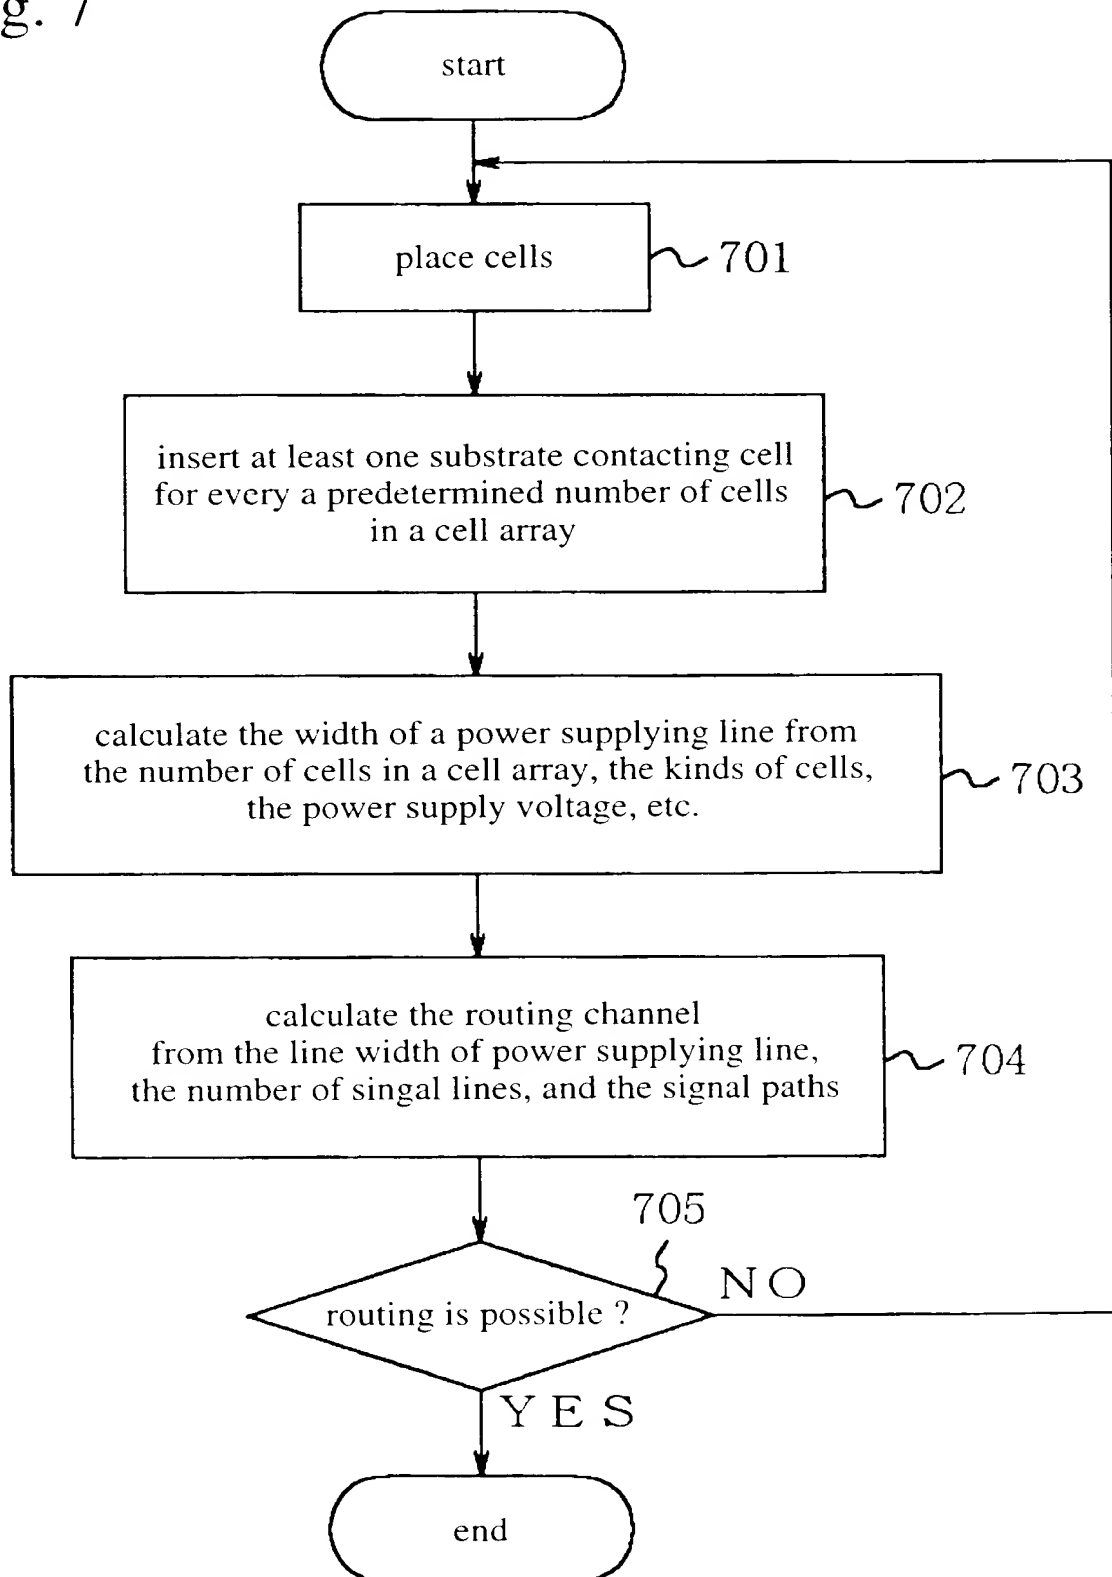 g. 7
start
place cells
701
insert at least one substrate contacting cell
for every a predetermined number of cells
in a cell array
702
calculate the width of a power supplying line from
the number of cells in a cell array, the kinds of cells,
the power supply voltage, etc.
703
calculate the routing channel
from the line width of power supplying line,
the number of singal lines, and the signal paths
704
705
routing is possible ?
NO
YES
end